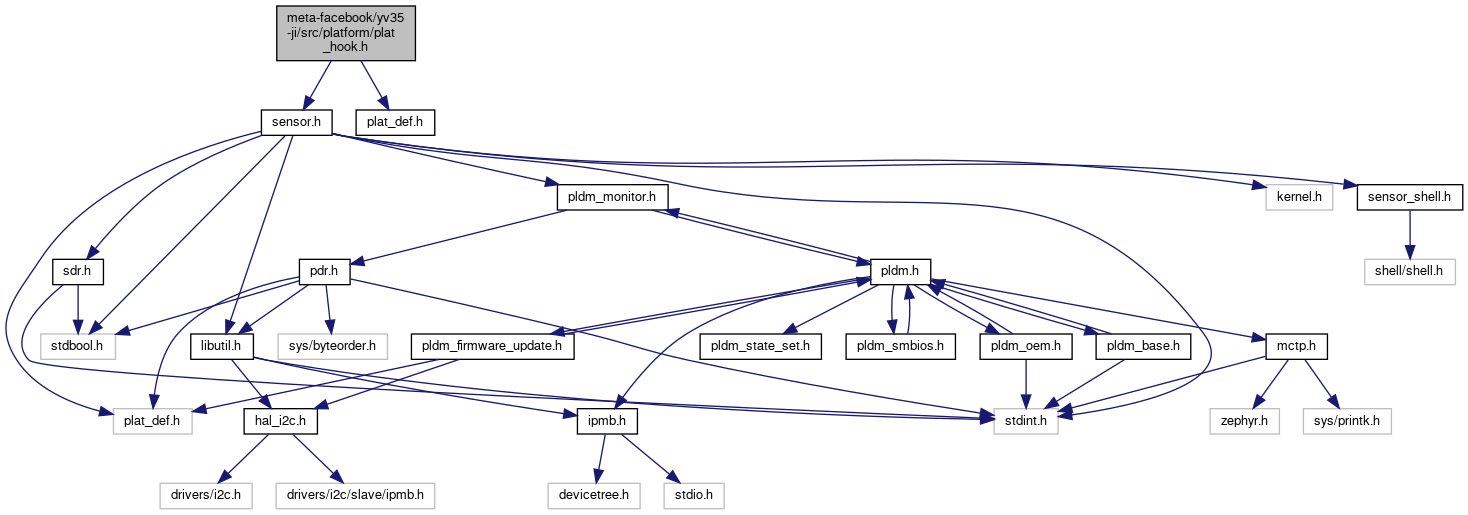 meta-facebook/yv35
-ji/src/platform/plat
_hook.h
sensor.h
plat_def.h
pldm_monitor.h
kernel.h
sensor_shell.h
sdr.h
pdr.h
pldm.h
shell/shell.h
stdbool.h
libutil.h
sys/byteorder.h
pldm_firmware_update.h
pldm_state_set.h
pldm_smbios.h
pldm_oem.h
pldm_base.h
mctp.h
plat_def.h
hal_i2c.h
ipmb.h
stdint.h
zephyr.h
sys/printk.h
drivers/i2c.h
drivers/i2c/slave/ipmb.h
devicetree.h
stdio.h